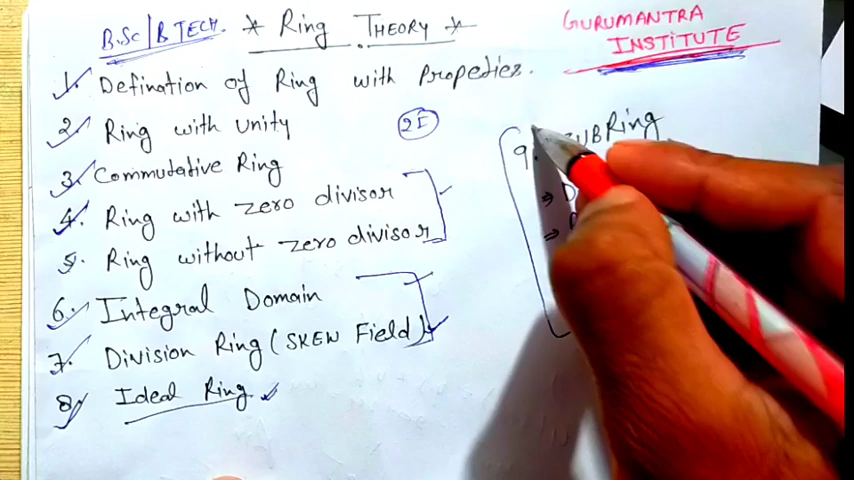 B.Sc/B TECH. * Ring THEORY *
GURUMANTRA
INSTITUTE
1. Defination of Ring with Propeties.
2. Ring with Unity
2I
3. Commutative Ring
4. Ring with zero divisor
5. Ring without zero divisor
6. Integral Domain
7. Division Ring (SKEW Field)
8. Ideal Ring
9. SUBRing
⇒ D
⇒